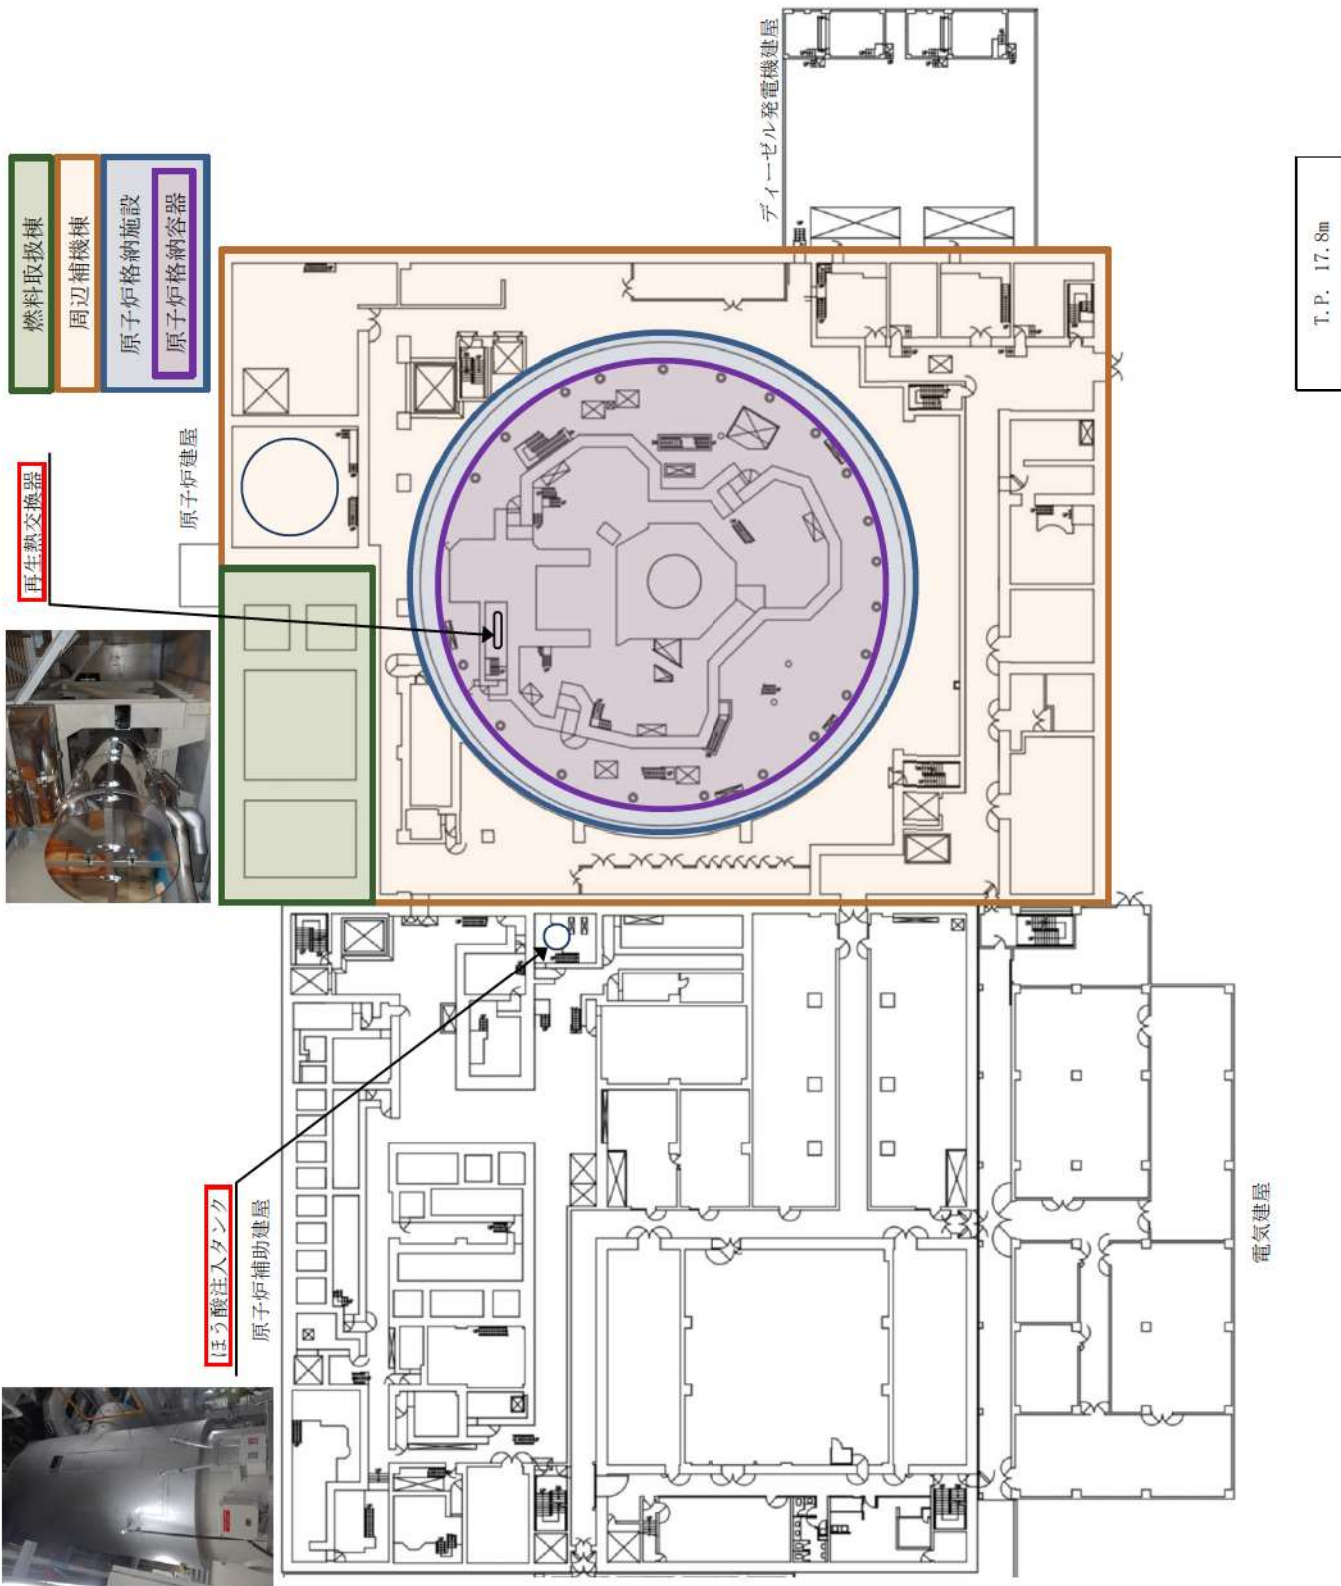 燃料取扱棟
周辺補機棟
原子炉格納施設
原子炉格納容器
再生熱交換器
原子炉建屋
ディーゼル発電機建屋
ほう酸注入タンク
原子炉補助建屋
電気建屋
T.P. 17.8m